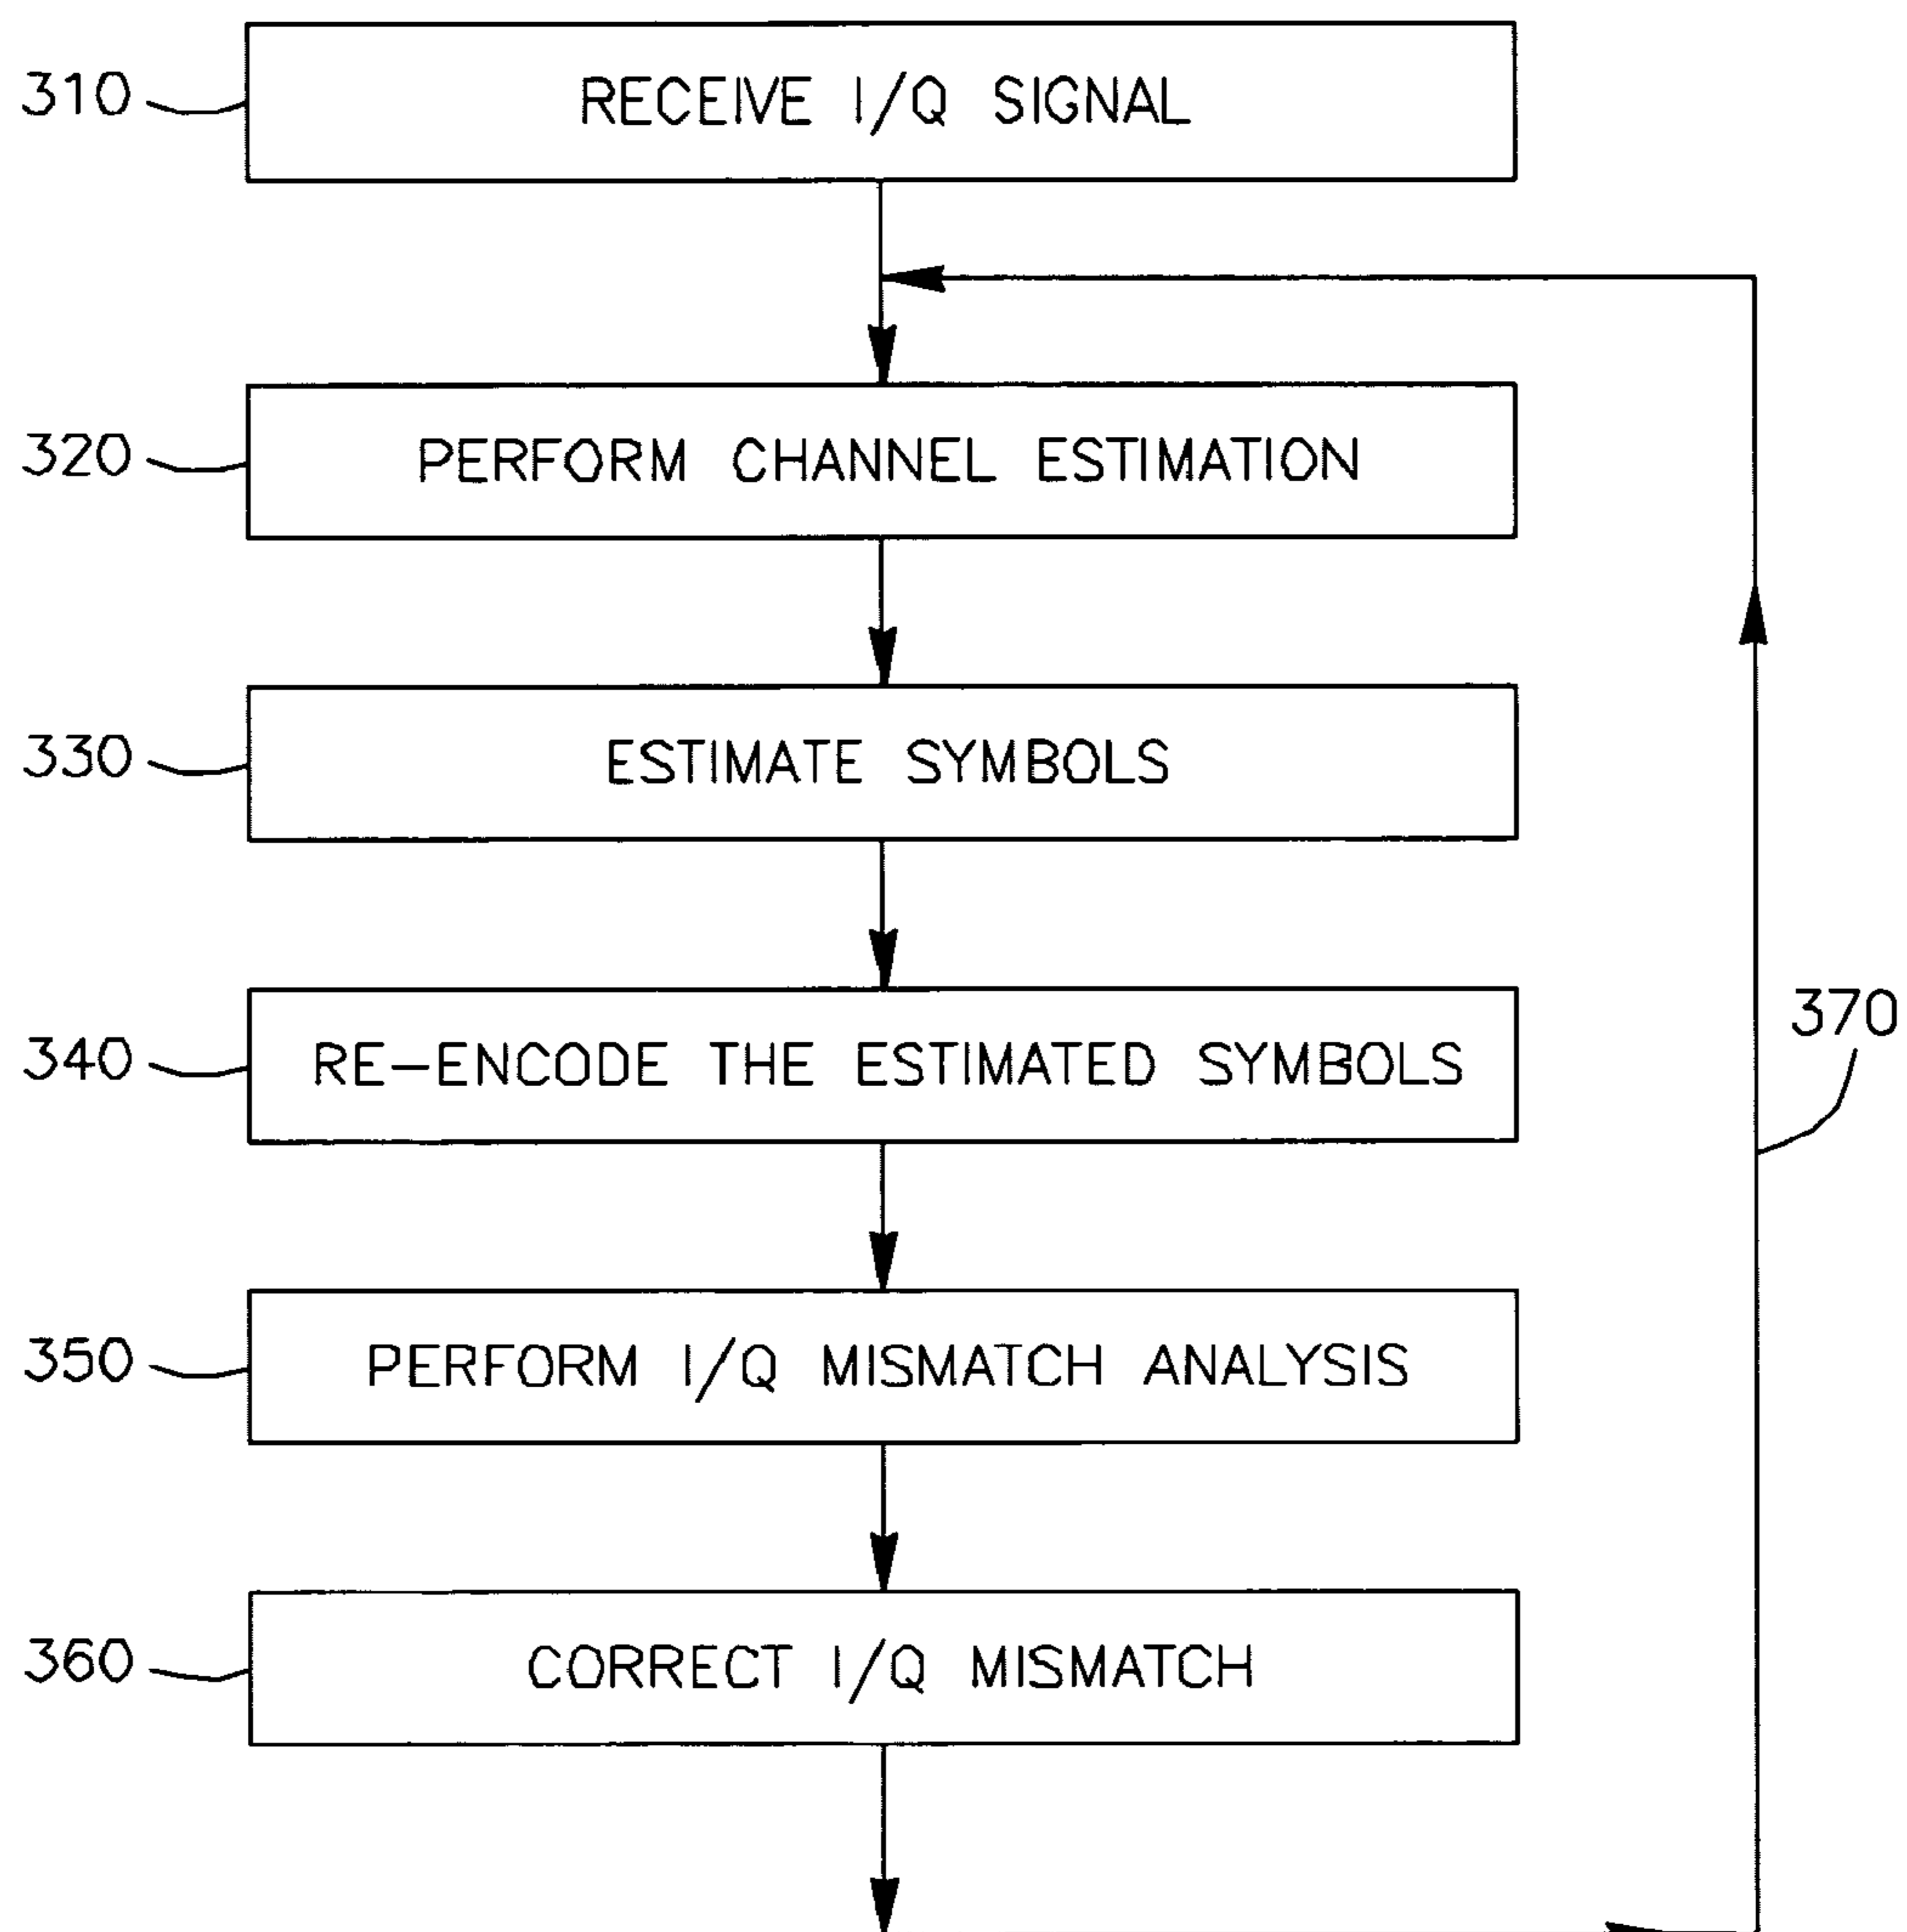 310 RECEIVE I/Q SIGNAL
320 PERFORM CHANNEL ESTIMATION
330 ESTIMATE SYMBOLS
340 RE-ENCODE THE ESTIMATED SYMBOLS
370
350 PERFORM I/Q MISMATCH ANALYSIS
360 CORRECT I/Q MISMATCH